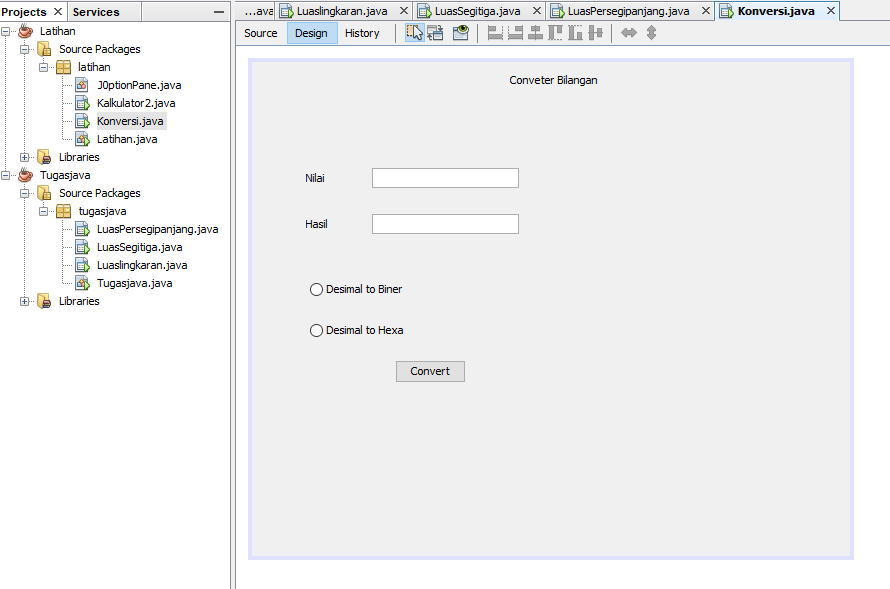 Projects
Services
Latihan
Source Packages
latihan
JOptionPane.java
Kalkulator2.java
Konversi.java
Latihan.java
Libraries
Tugasjava
Source Packages
tugasjava
LuasPersegipanjang.java
LuasSegitiga.java
Luaslingkaran.java
Tugasjava.java
Libraries
...ava Luaslingkaran.java LuasSegitiga.java LuasPersegipanjang.java Konversi.java
Source Design History
Conveter Bilangan
Nilai
Hasil
Desimal to Biner
Desimal to Hexa
Convert